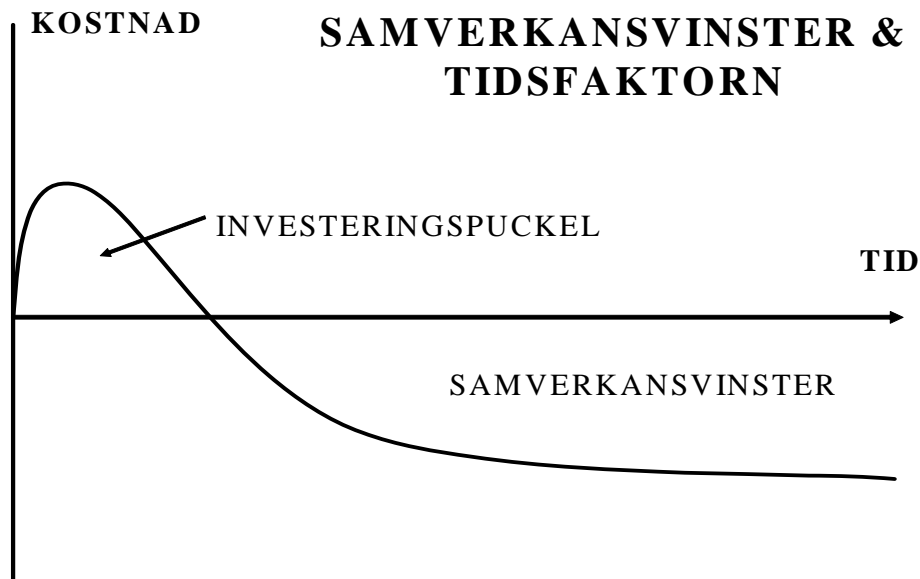 KOSTNAD
SAMVERKANSVINSTER &
TIDSFAKTORN
INVESTERINGSPUCKEL
TID
SAMVERKANSVINSTER